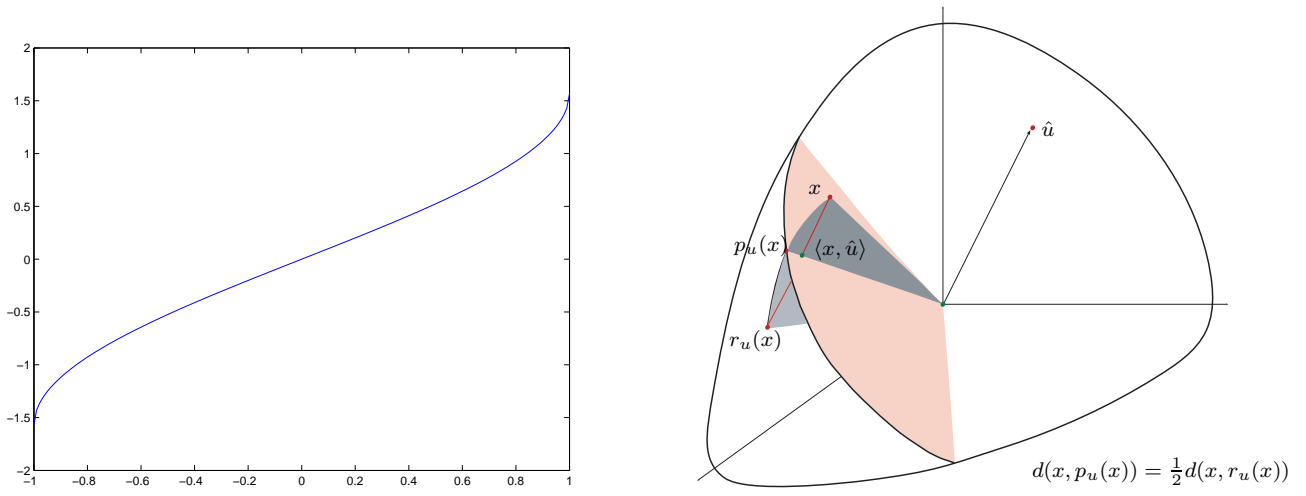 2
1.5
1
0.5
0
−0.5
−1
−1.5
−2
−1 −0.8 −0.6 −0.4 −0.2 0 0.2 0.4 0.6 0.8 1
û
x
p_u(x) ⟨x, û⟩
r_u(x)
d(x, p_u(x)) = ½d(x, r_u(x))